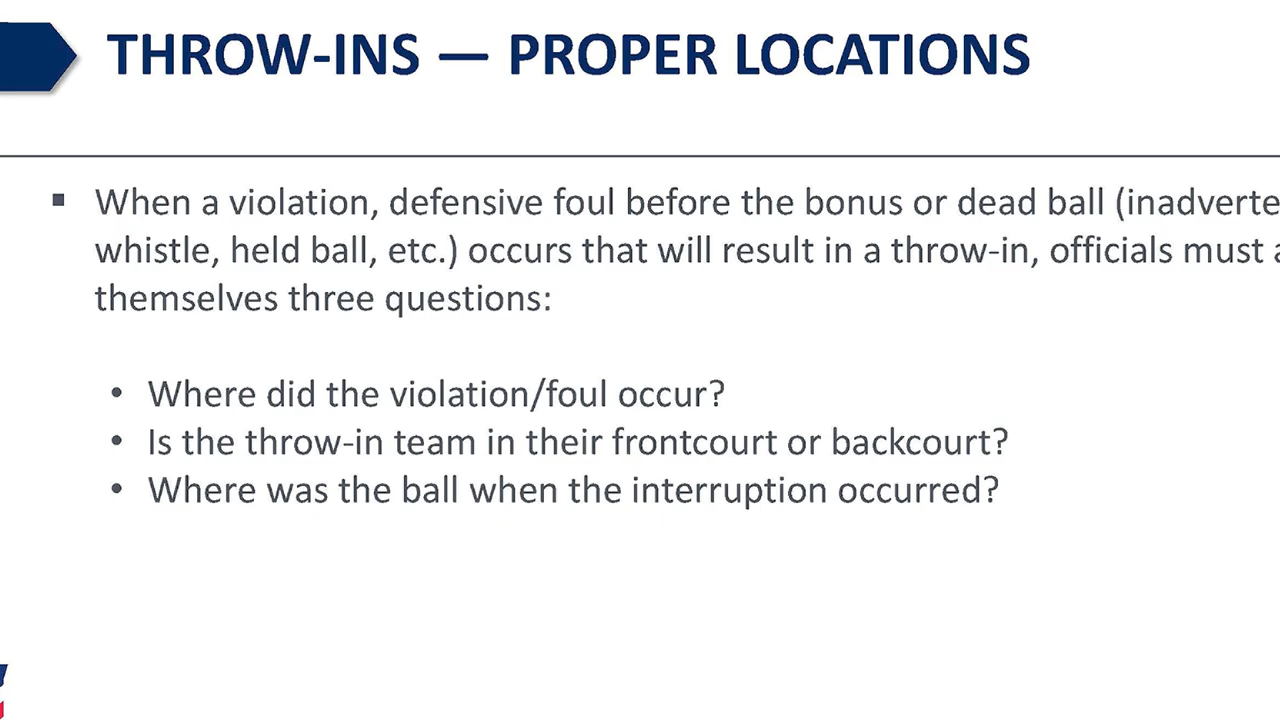 THROW-INS — PROPER LOCATIONS
▪ When a violation, defensive foul before the bonus or dead ball
whistle, held ball, etc.) occurs that will result in a throw-in, officials must
themselves three questions:
• Where did the violation/foul occur?
• Is the throw-in team in their frontcourt or backcourt?
• Where was the ball when the interruption occurred?